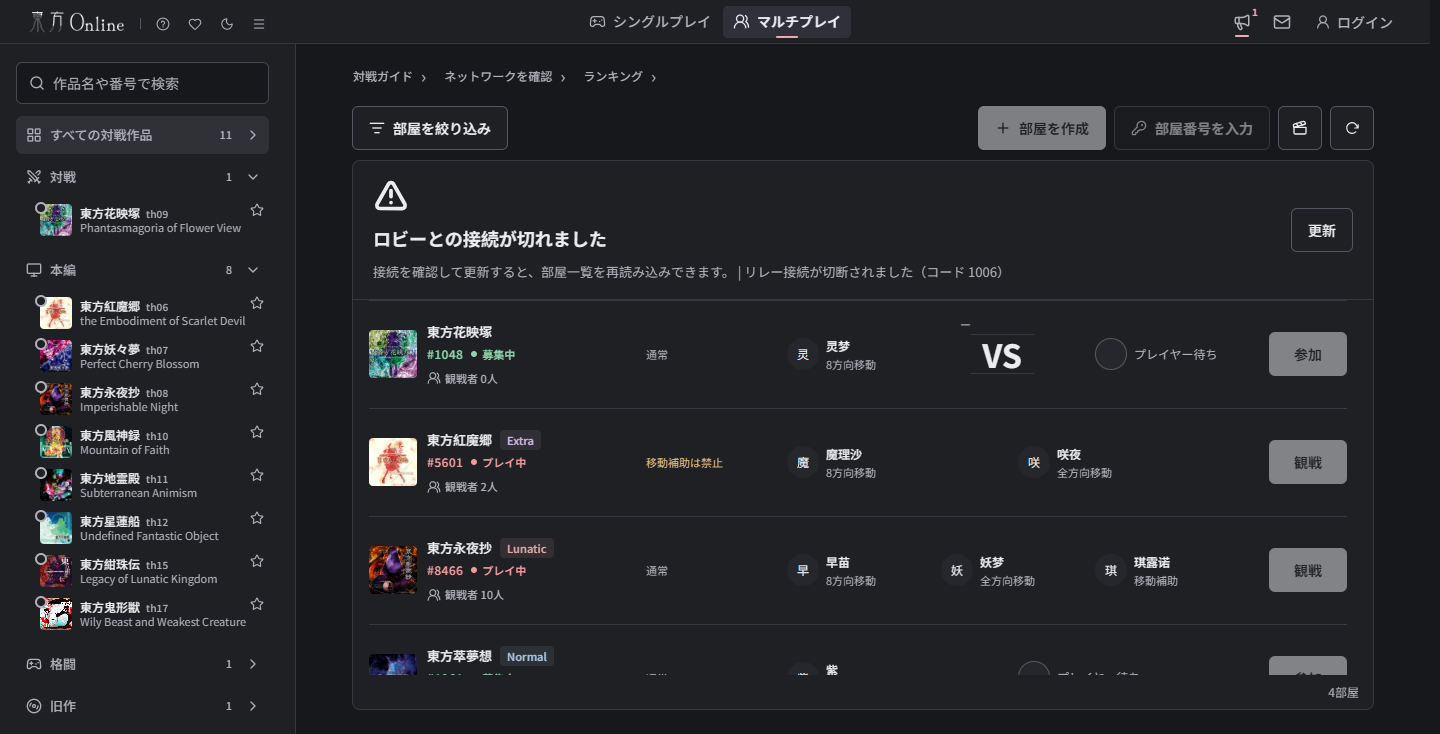 東方 Online
シングルプレイ
マルチプレイ
1
ログイン
作品名や番号で検索
すべての対戦作品 11
対戦 1
東方花映塚 th09
Phantasmagoria of Flower View
本編 8
東方紅魔郷 th06
the Embodiment of Scarlet Devil
東方妖々夢 th07
Perfect Cherry Blossom
東方永夜抄 th08
Imperishable Night
東方風神録 th10
Mountain of Faith
東方地霊殿 th11
Subterranean Animism
東方星蓮船 th12
Undefined Fantastic Object
東方紺珠伝 th15
Legacy of Lunatic Kingdom
東方鬼形獣 th17
Wily Beast and Weakest Creature
格闘 1
旧作 1
対戦ガイド › ネットワークを確認 › ランキング ›
部屋を絞り込み
部屋を作成
部屋番号を入力
ロビーとの接続が切れました
接続を確認して更新すると、部屋一覧を再読み込みできます。 | リレー接続が切断されました（コード 1006）
更新
東方花映塚
#1048 ● 募集中
観戦者 0人
通常
灵
灵梦
8方向移動
–
VS
プレイヤー待ち
参加
東方紅魔郷 Extra
#5601 ● プレイ中
観戦者 2人
移動補助は禁止
魔
魔理沙
8方向移動
咲
咲夜
全方向移動
観戦
東方永夜抄 Lunatic
#8466 ● プレイ中
観戦者 10人
通常
早
早苗
8方向移動
妖
妖梦
全方向移動
琪
琪露诺
移動補助
観戦
東方萃夢想 Normal
紫
4部屋